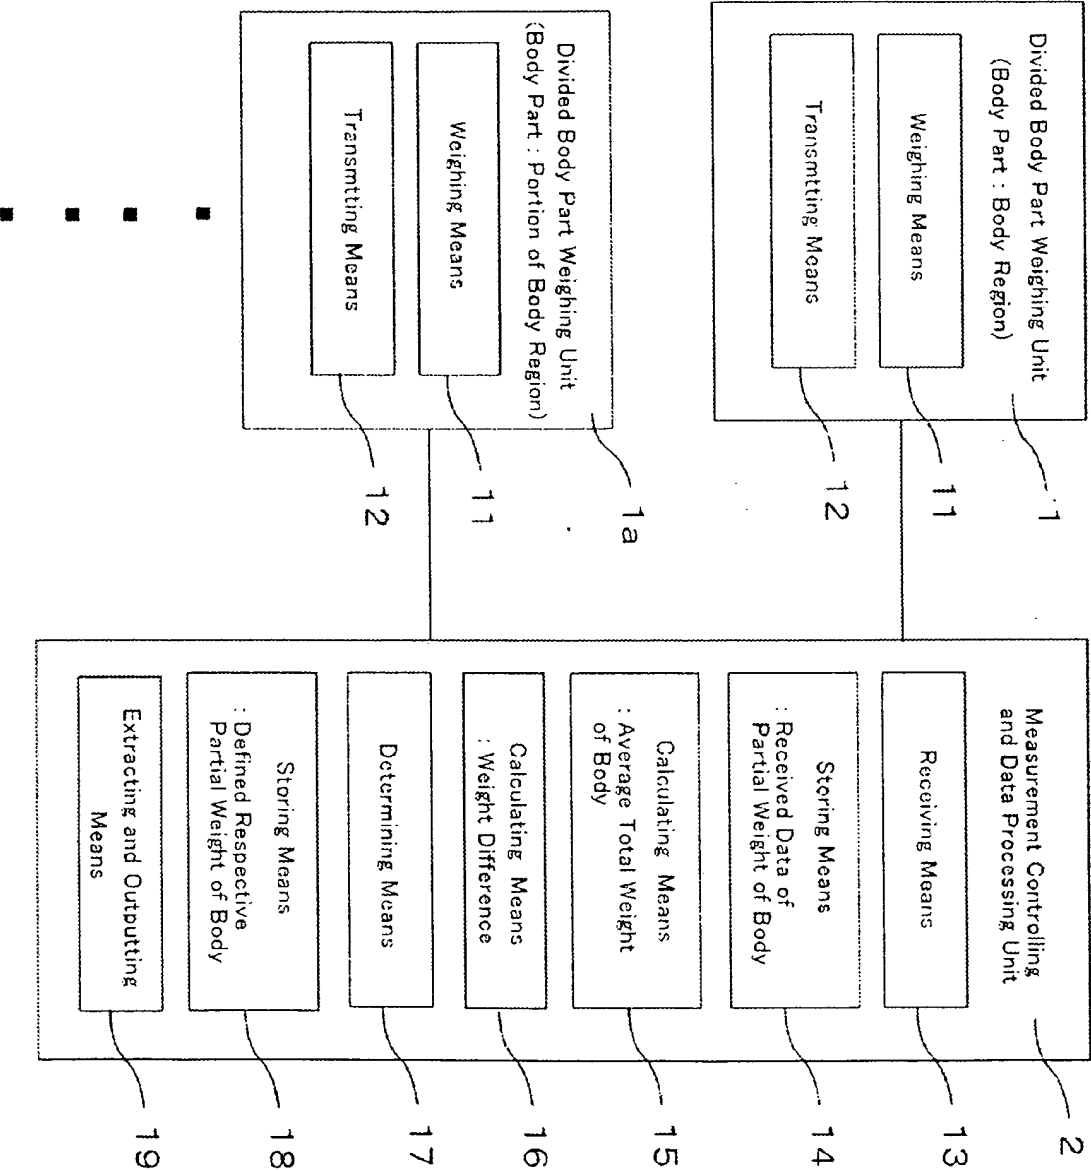 Divided Body Part Weighing Unit
(Body Part : Body Region)
1
Weighing Means
11
Transmtting Means
12
Divided Body Part Weighing Unit
(Body Part : Portion of Body Region)
1a
Weighing Means
11
Transmtting Means
12
Measurement Controlling
and Data Processing Unit
2
Receiving Means
13
Storing Means
: Received Data of
Partial Weight of Body
14
Calculating Means
: Average Total Weight
of Body
15
Calculating Means
: Weight Difference
16
Determining Means
17
Storing Means
: Defined Respective
Partial Weight of Body
18
Extracting and Outputting
Means
19